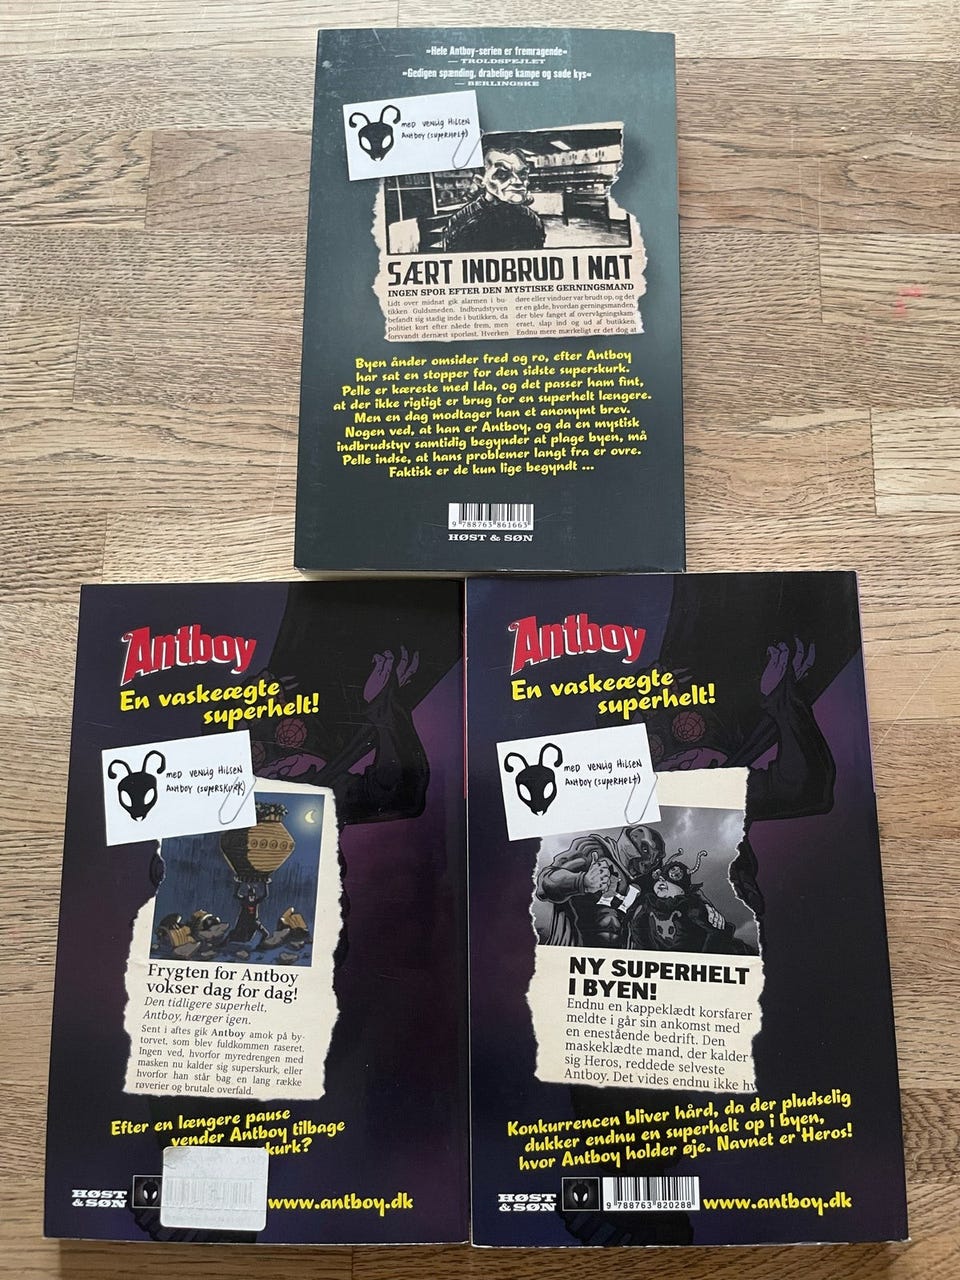 »Hele Antboy-serien er fremragende«
— TROLDSPEJLET
»Gedigen spænding, drabelige kampe og søde kys«
— BERLINGSKE
MED VENLIG HILSEN
ANTBOY (SUPERHELT)
SÆRT INDBRUD I NAT
INGEN SPOR EFTER DEN MYSTISKE GERNINGSMAND
Lidt over midnat gik alarmen i bu-
tikken Guldsmeden. Indbrudstyven
befandt sig stadig inde i butikken, da
politiet kort efter nåede frem, men
forsvandt dernæst sporløst. Hverken
døre eller vinduer var brudt op, og det
er en gåde, hvordan gerningsmanden,
der blev fanget af overvågningskam-
eraet, slap ind og ud af butikken.
Endnu mere mærkeligt er det dog at
Byen ånder omsider fred og ro, efter Antboy
har sat en stopper for den sidste superskurk.
Pelle er kæreste med Ida, og det passer ham fint,
at der ikke rigtigt er brug for en superhelt længere.
Men en dag modtager han et anonymt brev.
Nogen ved, at han er Antboy, og da en mystisk
indbrudstyv samtidig begynder at plage byen, må
Pelle indse, at hans problemer langt fra er ovre.
Faktisk er de kun lige begyndt ...
9 788763 861663
HØST & SØN
Antboy
En vaskeægte
superhelt!
MED VENLIG HILSEN
ANTBOY (SUPERSKURK)
Frygten for Antboy
vokser dag for dag!
Den tidligere superhelt,
Antboy, hærger igen.
Sent i aftes gik Antboy amok på by-
torvet, som blev fuldkommen raseret.
Ingen ved, hvorfor myredrengen med
masken nu kalder sig superskurk, eller
hvorfor han står bag en lang række
røverier og brutale overfald.
Efter en længere pause
vender Antboy tilbage
kurk?
HØST
& SØN
www.antboy.dk
Antboy
En vaskeægte
superhelt!
MED VENLIG HILSEN
ANTBOY (SUPERHELT)
NY SUPERHELT
I BYEN!
Endnu en kappeklædt korsfarer
meldte i går sin ankomst med
en enestående bedrift. Den
maskeklædte mand, der kalder
sig Heros, reddede selveste
Antboy. Det vides endnu ikke hv
Konkurrencen bliver hård, da der pludselig
dukker endnu en superhelt op i byen,
hvor Antboy holder øje. Navnet er Heros!
HØST
& SØN
9 788763 820288
www.antboy.dk